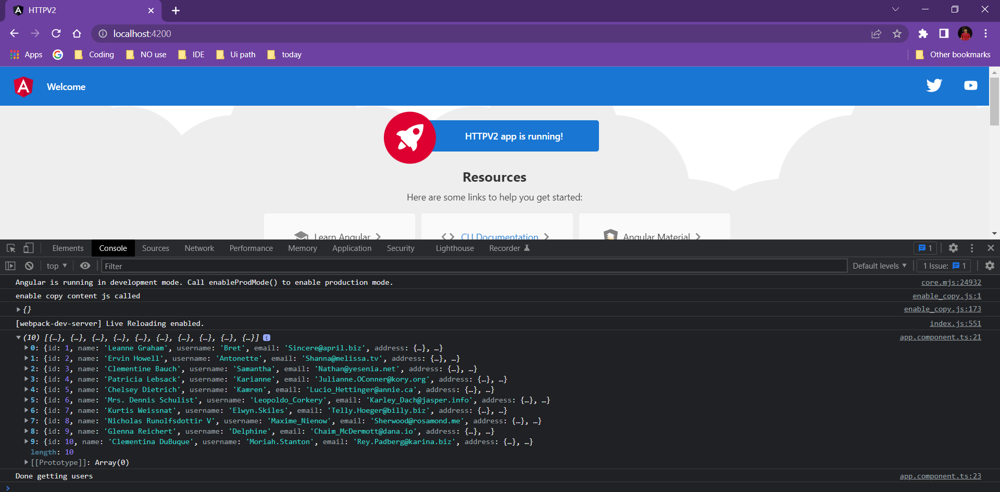 HTTPV2
localhost:4200
Apps Coding NO use IDE Ui path today Other bookmarks
Welcome
HTTPV2 app is running!
Resources
Here are some links to help you get started:
Learn Angular CLI Documentation Angular Material
Elements Console Sources Network Performance Memory Application Security Lighthouse Recorder 1
top Filter Default levels 1 Issue: 1
Angular is running in development mode. Call enableProdMode() to enable production mode. core.mjs:24932
enable copy content js called enable_copy.js:1
{} enable_copy.js:173
[webpack-dev-server] Live Reloading enabled. index.js:551
(10) [{…}, {…}, {…}, {…}, {…}, {…}, {…}, {…}, {…}, {…}] i app.component.ts:21
0: {id: 1, name: 'Leanne Graham', username: 'Bret', email: 'Sincere@april.biz', address: {…}, …}
1: {id: 2, name: 'Ervin Howell', username: 'Antonette', email: 'Shanna@melissa.tv', address: {…}, …}
2: {id: 3, name: 'Clementine Bauch', username: 'Samantha', email: 'Nathan@yesenia.net', address: {…}, …}
3: {id: 4, name: 'Patricia Lebsack', username: 'Karianne', email: 'Julianne.OConner@kory.org', address: {…}, …}
4: {id: 5, name: 'Chelsey Dietrich', username: 'Kamren', email: 'Lucio_Hettinger@annie.ca', address: {…}, …}
5: {id: 6, name: 'Mrs. Dennis Schulist', username: 'Leopoldo_Corkery', email: 'Karley_Dach@jasper.info', address: {…}, …}
6: {id: 7, name: 'Kurtis Weissnat', username: 'Elwyn.Skiles', email: 'Telly.Hoeger@billy.biz', address: {…}, …}
7: {id: 8, name: 'Nicholas Runolfsdottir V', username: 'Maxime_Nienow', email: 'Sherwood@rosamond.me', address: {…}, …}
8: {id: 9, name: 'Glenna Reichert', username: 'Delphine', email: 'Chaim_McDermott@dana.io', address: {…}, …}
9: {id: 10, name: 'Clementina DuBuque', username: 'Moriah.Stanton', email: 'Rey.Padberg@karina.biz', address: {…}, …}
length: 10
[[Prototype]]: Array(0)
Done getting users app.component.ts:23